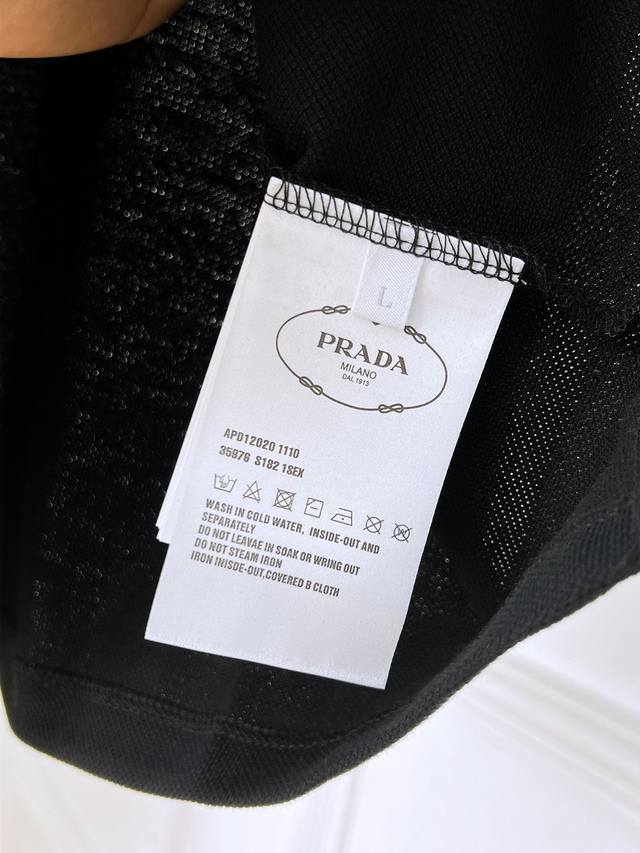 L
PRADA
MILANO
DAL 1913
APD12020 1110
35976 S182 1SEX
WASH IN COLD WATER, INSIDE-OUT AND
SEPARATELY
DO NOT LEAVAE IN SOAK OR WRING OUT
DO NOT STEAM IRON
IRON INISDE-OUT,COVERED B CLOTH